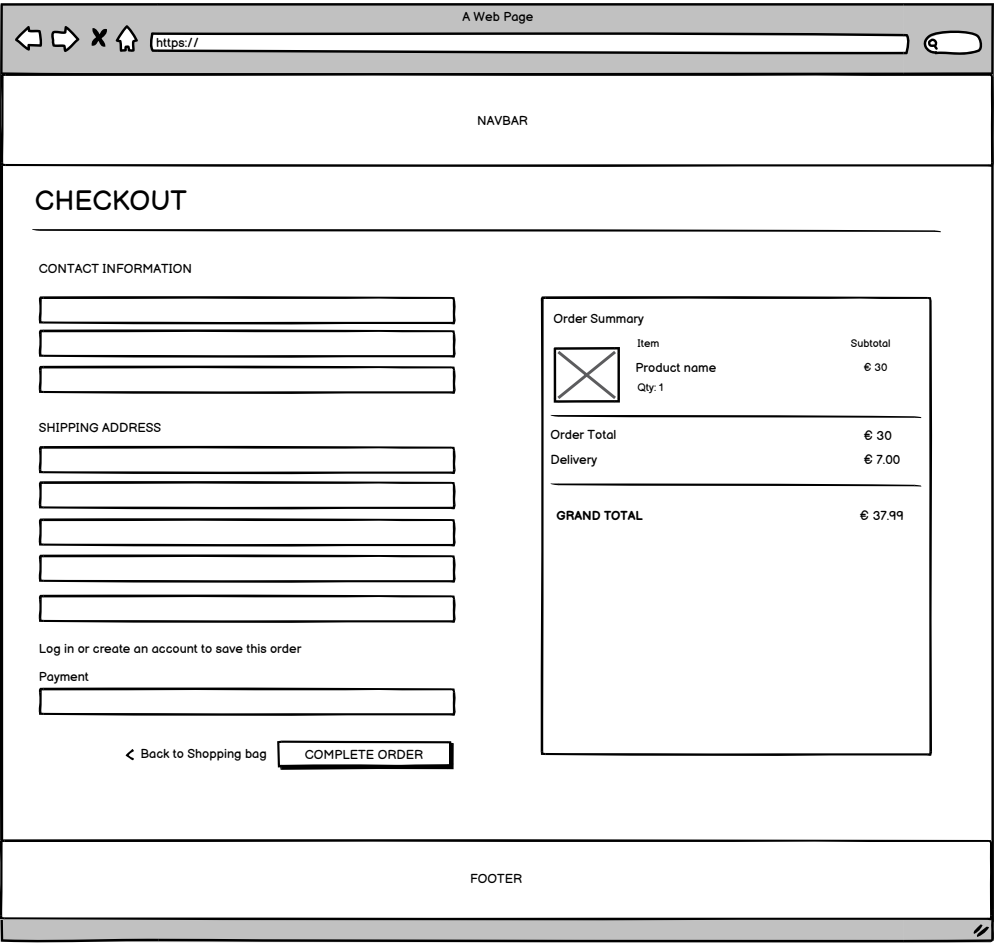 A Web Page
https://
NAVBAR
CHECKOUT
CONTACT INFORMATION
SHIPPING ADDRESS
Log in or create an account to save this order
Payment
Back to Shopping bag
COMPLETE ORDER
Order Summary
Item Subtotal
Product name € 30
Qty: 1
Order Total € 30
Delivery € 7.00
GRAND TOTAL € 37.99
FOOTER